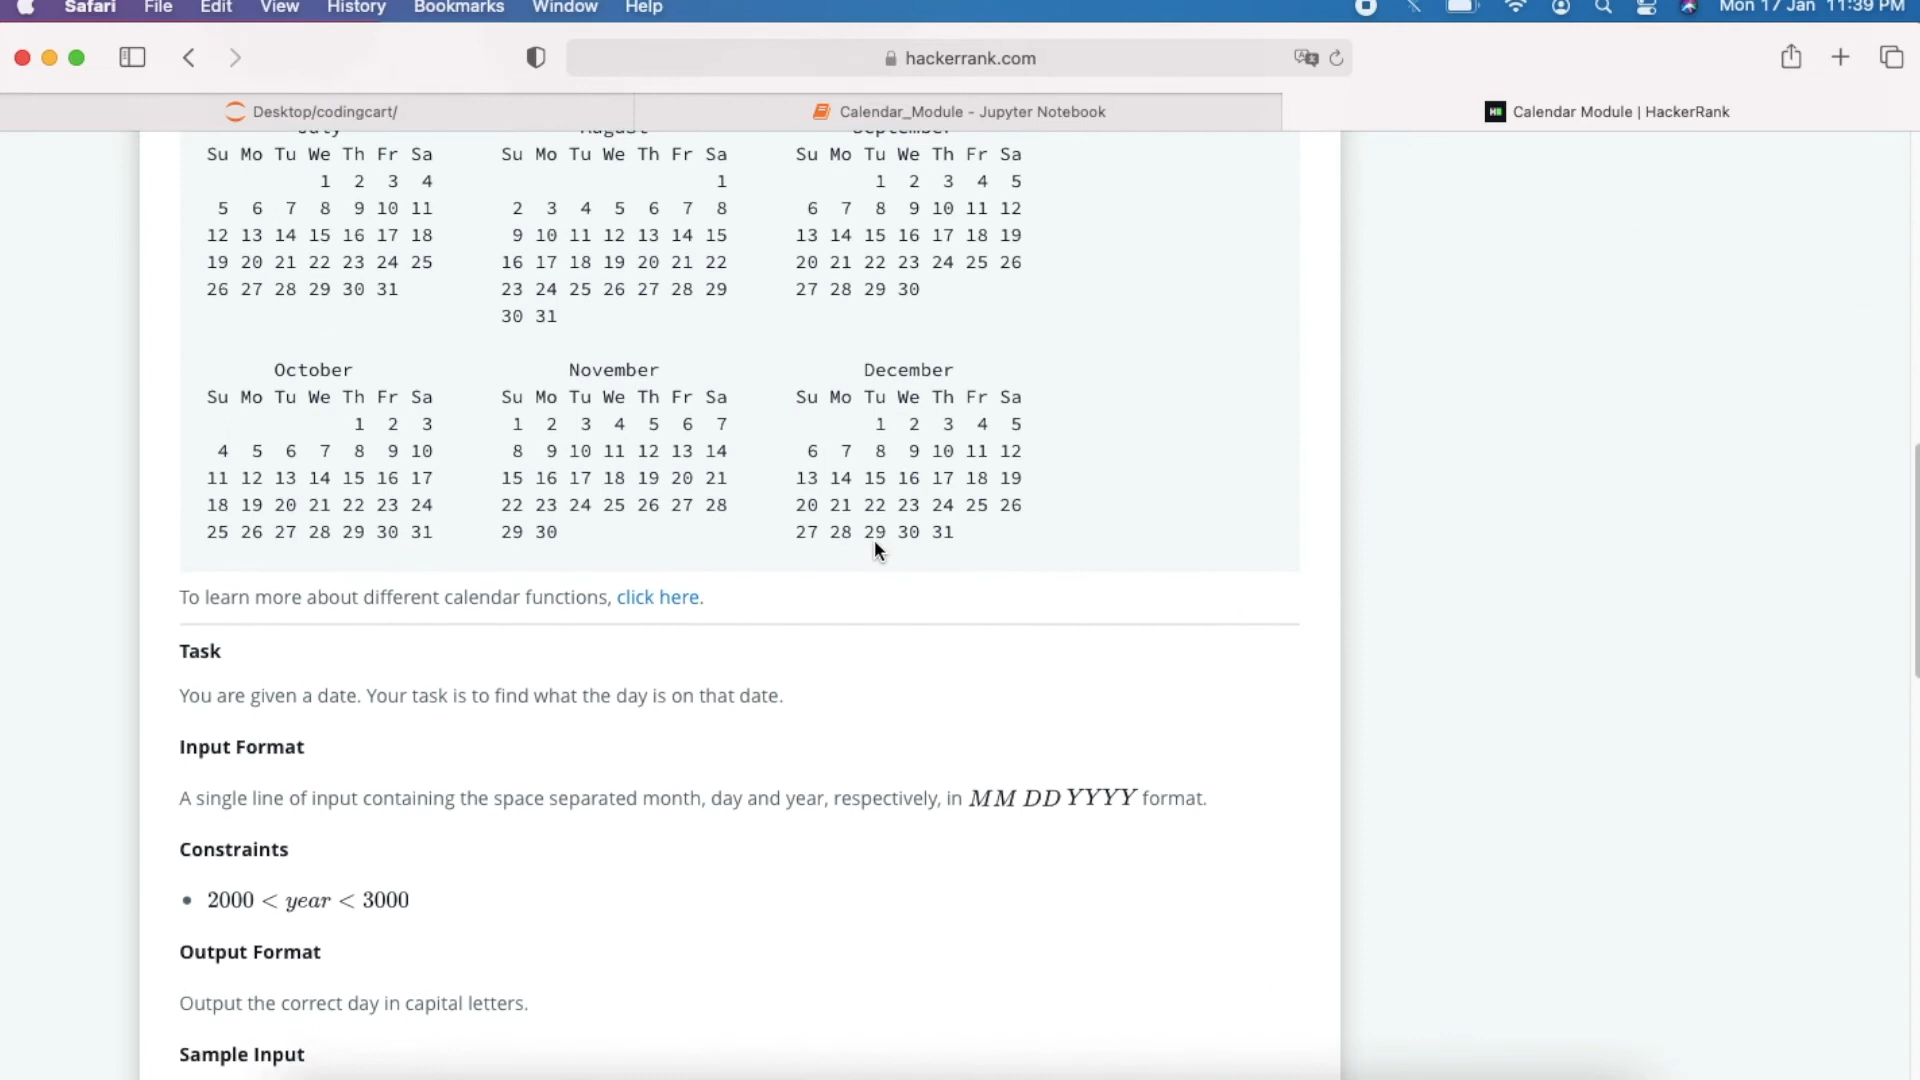 Safari File Edit View History Bookmarks Window Help Mon 17 Jan 11:39 PM
hackerrank.com
Desktop/codingcart/ Calendar_Module - Jupyter Notebook Calendar Module | HackerRank
July August September
Su Mo Tu We Th Fr Sa Su Mo Tu We Th Fr Sa Su Mo Tu We Th Fr Sa
1 2 3 4 1 1 2 3 4 5
5 6 7 8 9 10 11 2 3 4 5 6 7 8 6 7 8 9 10 11 12
12 13 14 15 16 17 18 9 10 11 12 13 14 15 13 14 15 16 17 18 19
19 20 21 22 23 24 25 16 17 18 19 20 21 22 20 21 22 23 24 25 26
26 27 28 29 30 31 23 24 25 26 27 28 29 27 28 29 30
30 31
October November December
Su Mo Tu We Th Fr Sa Su Mo Tu We Th Fr Sa Su Mo Tu We Th Fr Sa
1 2 3 1 2 3 4 5 6 7 1 2 3 4 5
4 5 6 7 8 9 10 8 9 10 11 12 13 14 6 7 8 9 10 11 12
11 12 13 14 15 16 17 15 16 17 18 19 20 21 13 14 15 16 17 18 19
18 19 20 21 22 23 24 22 23 24 25 26 27 28 20 21 22 23 24 25 26
25 26 27 28 29 30 31 29 30 27 28 29 30 31
To learn more about different calendar functions, click here.
Task
You are given a date. Your task is to find what the day is on that date.
Input Format
A single line of input containing the space separated month, day and year, respectively, in MM DD YYYY format.
Constraints
• 2000 < year < 3000
Output Format
Output the correct day in capital letters.
Sample Input